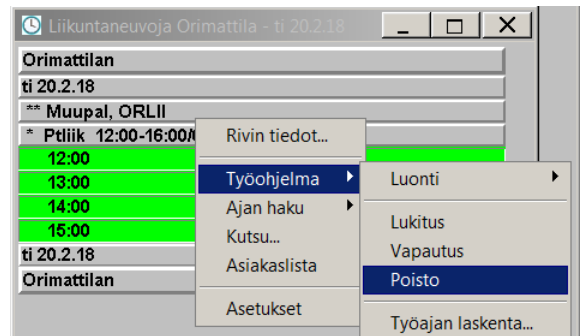 Liikuntaneuvoja Orimattila - ti 20.2.18
Orimattilan
ti 20.2.18
** Muupal, ORLII
* Ptliik 12:00-16:00/
12:00
13:00
14:00
15:00
ti 20.2.18
Orimattilan
Rivin tiedot...
Työohjelma
Ajan haku
Kutsu...
Asiakaslista
Asetukset
Luonti
Lukitus
Vapautus
Poisto
Työajan laskenta...